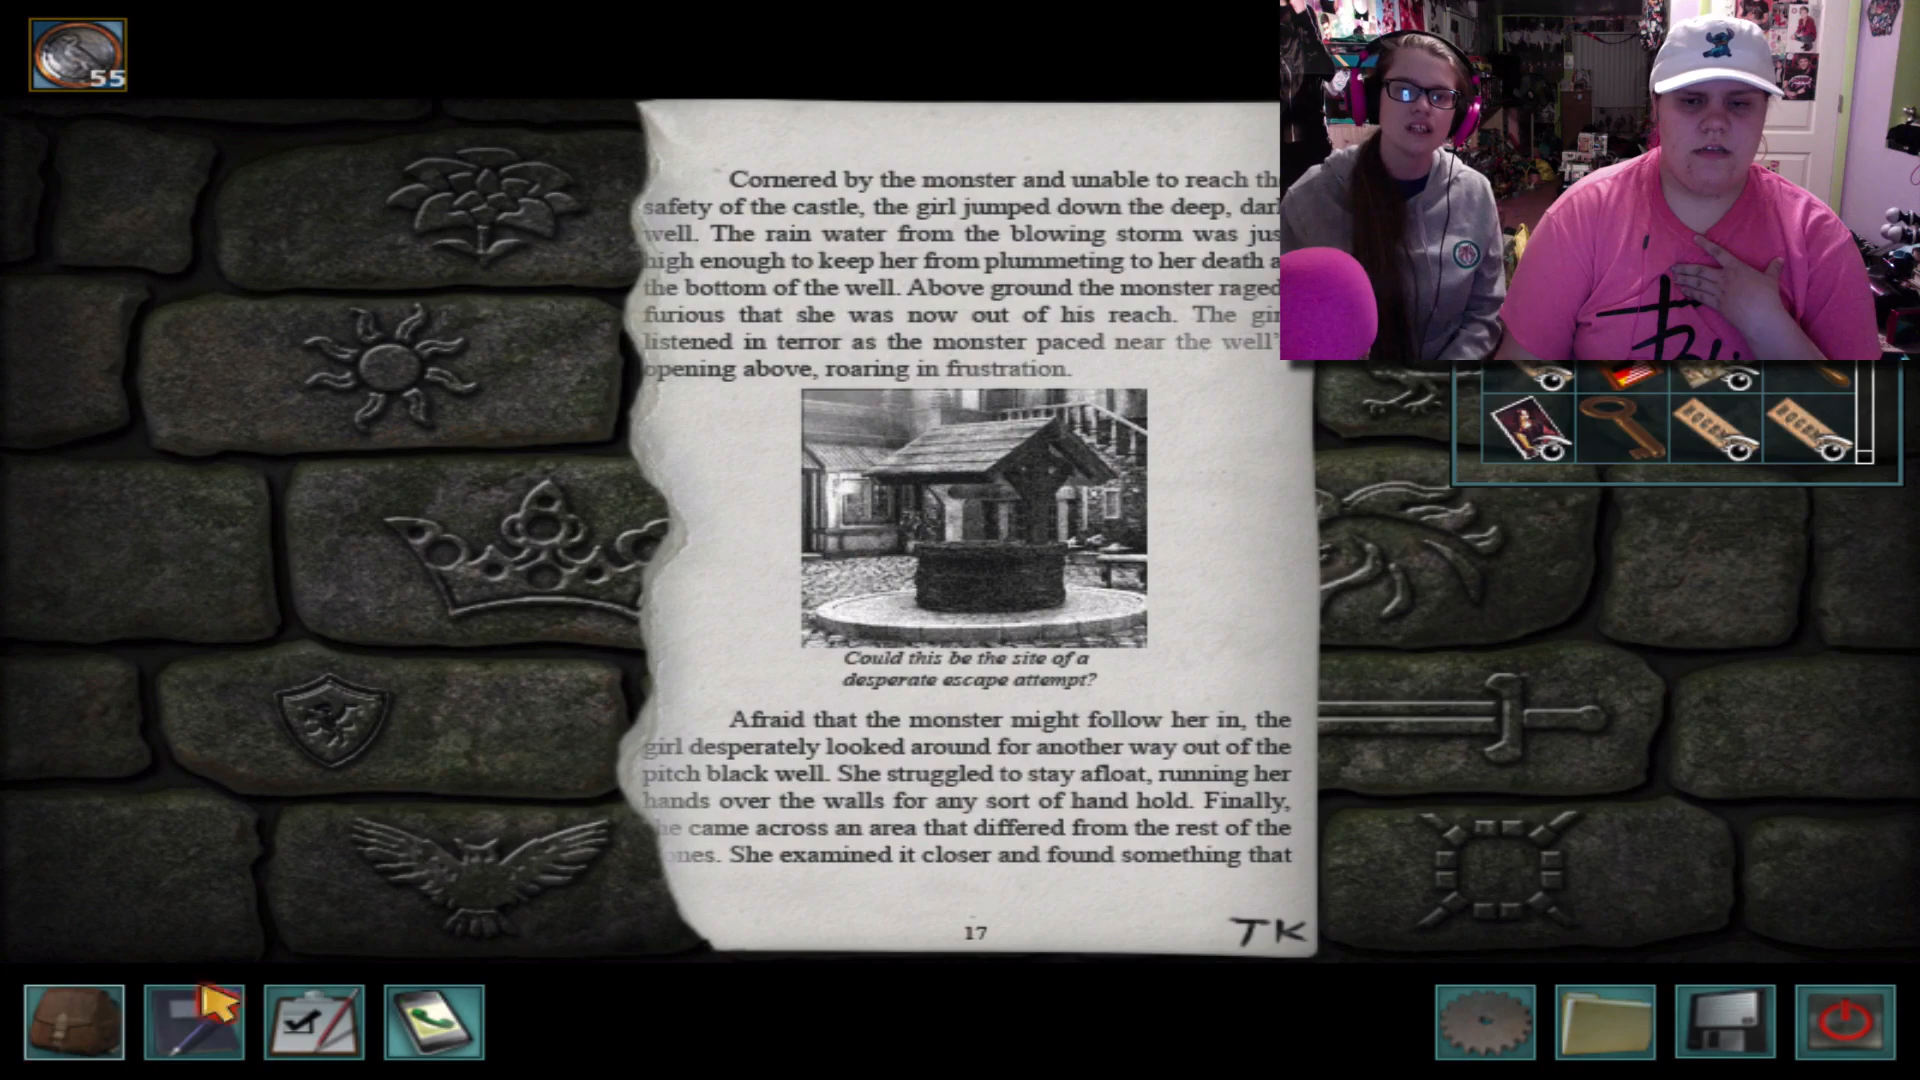 55
Cornered by the monster and unable to reach
safety of the castle, the girl jumped down the deep,
well. The rain water from the blowing storm was
high enough to keep her from plummeting to her death
the bottom of the well. Above ground the monster raged
furious that she was now out of his reach. The
listened in terror as the monster paced near the well'
opening above, roaring in frustration.
Could this be the site of a
desperate escape attempt?
Afraid that the monster might follow her in, the
girl desperately looked around for another way out of the
pitch black well. She struggled to stay afloat, running her
hands over the walls for any sort of hand hold. Finally,
came across an area that differed from the rest of the
She examined it closer and found something that
17
TK